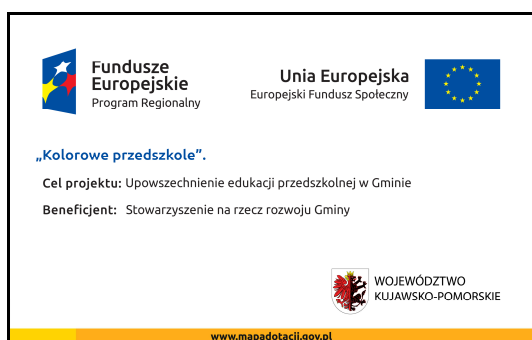 Fundusze
Europejskie
Program Regionalny
Unia Europejska
Europejski Fundusz Społeczny
„Kolorowe przedszkole”.
Cel projektu: Upowszechnienie edukacji przedszkolnej w Gminie
Beneficjent: Stowarzyszenie na rzecz rozwoju Gminy
WOJEWÓDZTWO
KUJAWSKO-POMORSKIE
www.mapadotacji.gov.pl